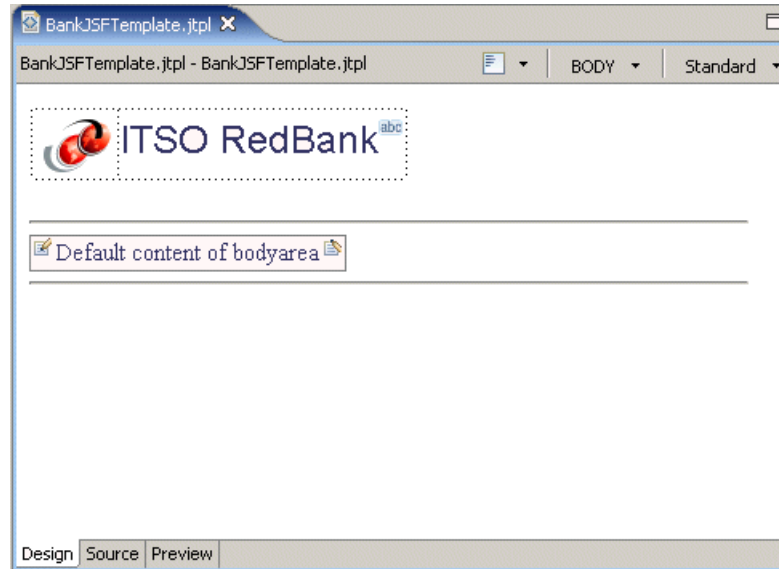 BankJSFTemplate.jtpl
BankJSFTemplate.jtpl - BankJSFTemplate.jtpl BODY Standard
ITSO RedBank abc
Default content of bodyarea
Design Source Preview